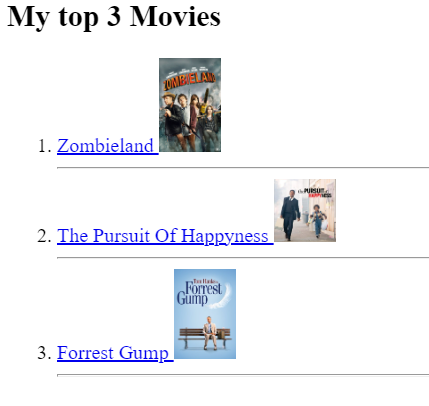 My top 3 Movies
ZOMBIELAND
1. Zombieland
the PURSUIT of
HAPPYNESS
2. The Pursuit Of Happyness
Tom Hanks
Forrest
Gump
3. Forrest Gump